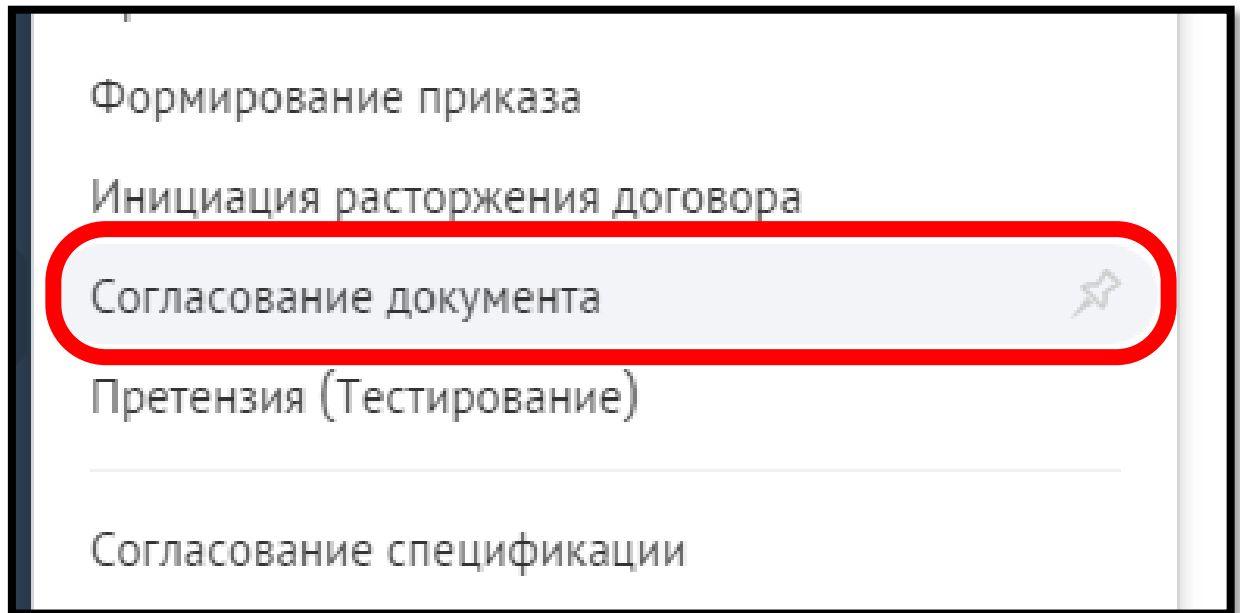 Формирование приказа
Инициация расторжения договора
Согласование документа
Претензия (Тестирование)
Согласование спецификации